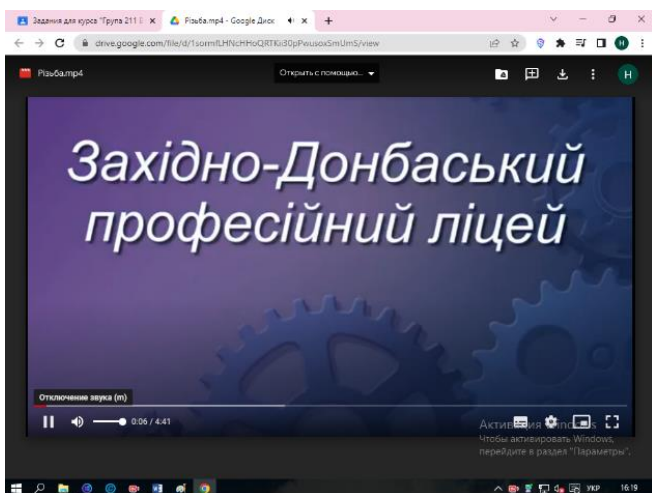 Задания для курса "Група 211
Різьба.mp4 - Google Диск
drive.google.com/file/d/
Різьба.mp4
Открыть с помощью...
H
Західно-Донбаський
професійний ліцей
Отключение звука (m)
0:06 / 4:41
Активация Windows
Чтобы активировать Windows,
перейдите в раздел "Параметры".
УКР
16:19